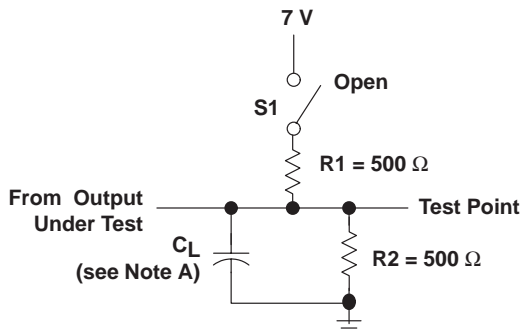 7 V
Open
S1
R1 = 500 Ω
From Output
Under Test
Test Point
CL
(see Note A)
R2 = 500 Ω